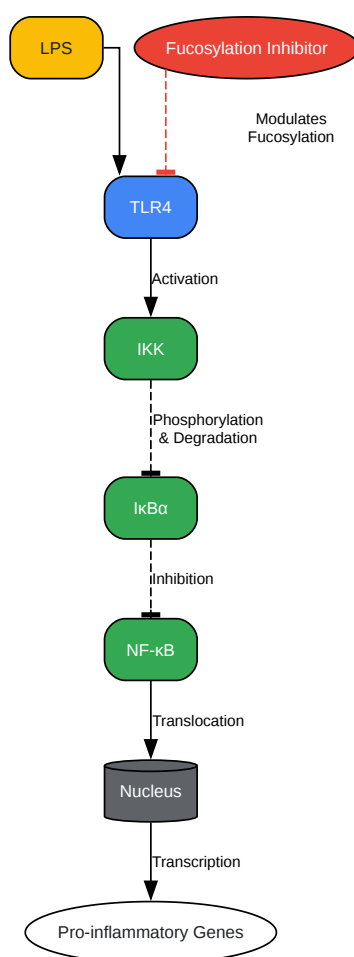 LPS
Fucosylation Inhibitor
Modulates
Fucosylation
TLR4
Activation
IKK
Phosphorylation
& Degradation
IκBα
Inhibition
NF-κB
Translocation
Nucleus
Transcription
Pro-inflammatory Genes